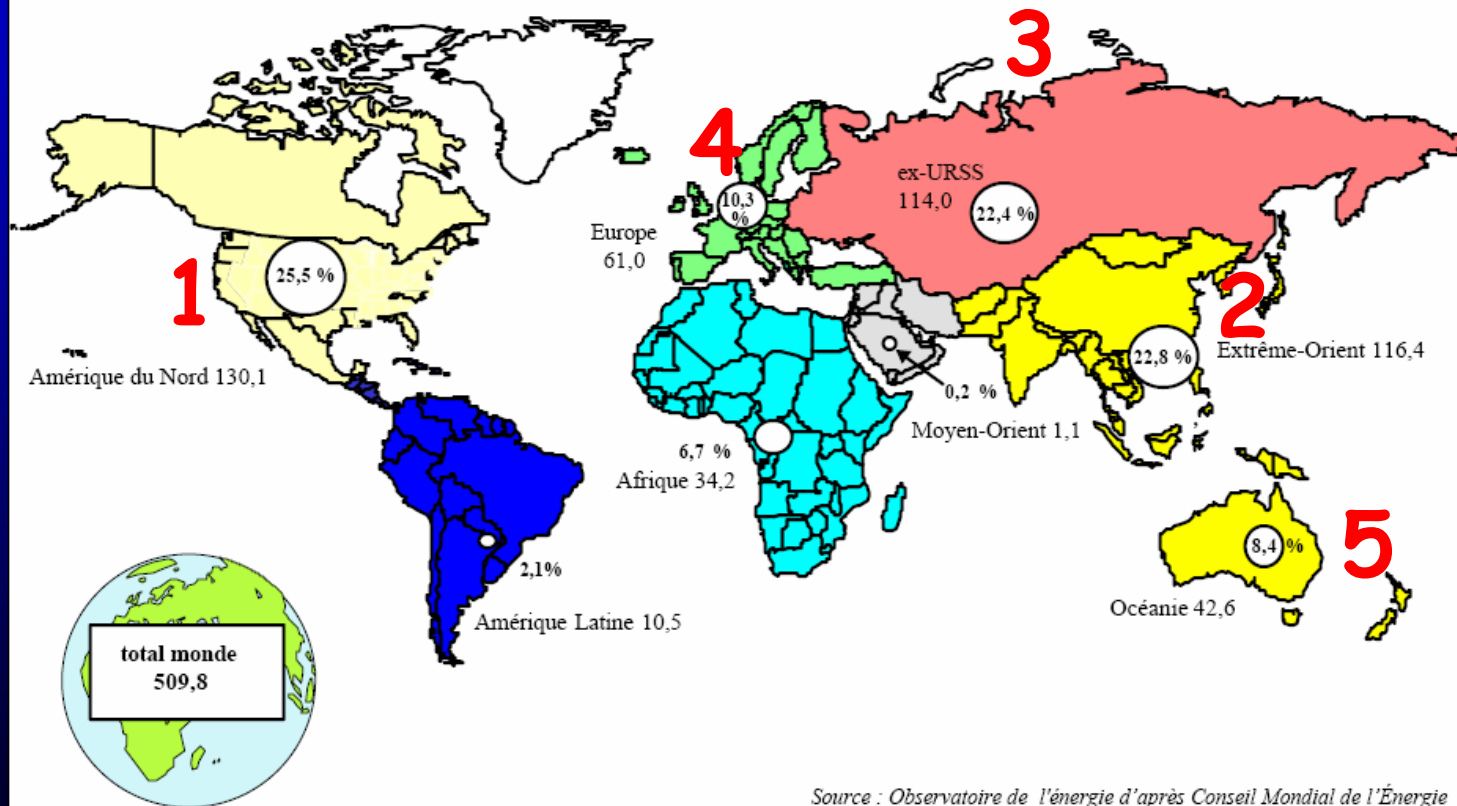 3
4
ex-URSS
114,0
10,3
%
22,4 %
Europe
61,0
1
25,5 %
2
Extrême-Orient 116,4
22,8 %
Amérique du Nord 130,1
0,2 %
Moyen-Orient 1,1
6,7 %
Afrique 34,2
5
8,4 %
2,1%
Océanie 42,6
Amérique Latine 10,5
total monde
509,8
Source : Observatoire de l'énergie d'après Conseil Mondial de l'Énergie